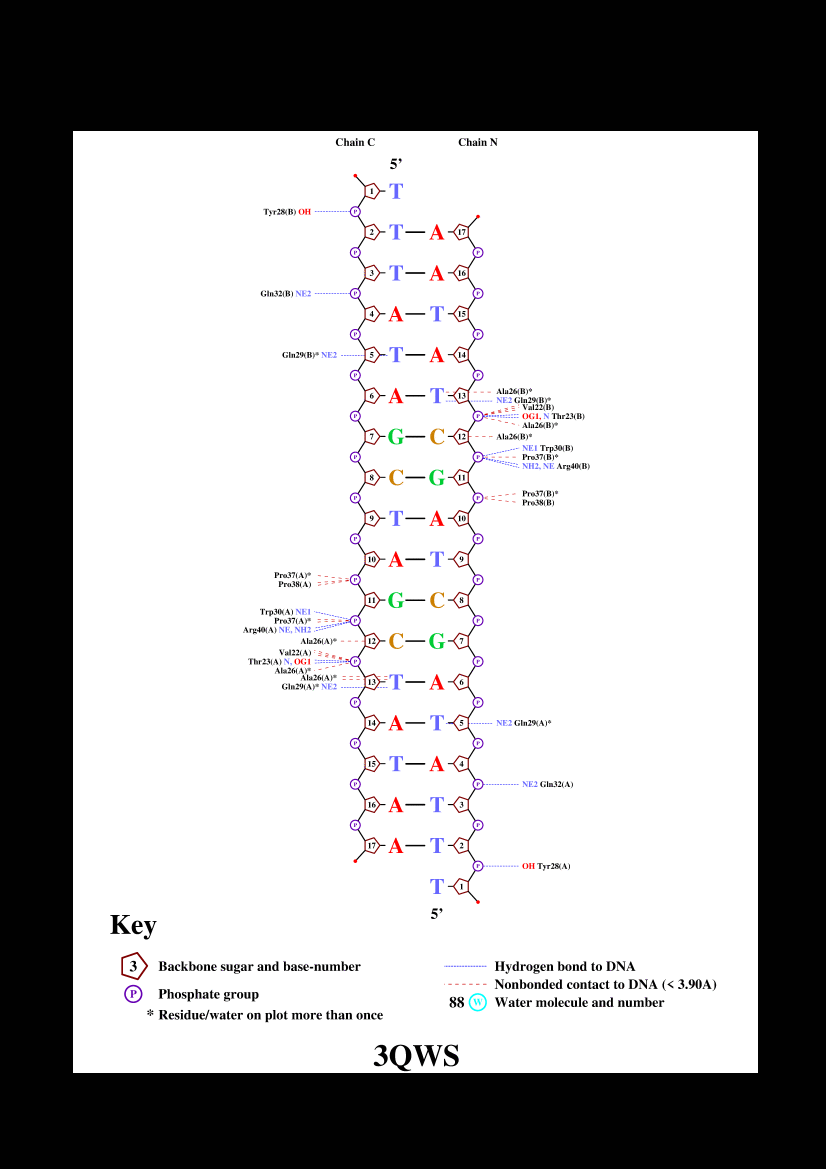 Chain C Chain N
5’
1 T
Tyr28(B) OH P
2 T A 17
P P
3 T A 16
Gln32(B) NE2 P P
4 A T 15
P P
Gln29(B)* NE2 5 T A 14
P P
Ala26(B)*
6 A T 13
NE2 Gln29(B)*
Val22(B)
P P OG1, N Thr23(B)
Ala26(B)*
7 G C 12 Ala26(B)*
NE1 Trp30(B)
P P Pro37(B)*
NH2, NE Arg40(B)
8 C G 11
Pro37(B)*
P P
Pro38(B)
9 T A 10
P P
10 A T 9
Pro37(A)*
P P
Pro38(A)
11 G C 8
Trp30(A) NE1
Pro37(A)* P P
Arg40(A) NE, NH2
Ala26(A)* 12 C G 7
Val22(A)
Thr23(A) N, OG1 P P
Ala26(A)*
Ala26(A)*
13 T A 6
Gln29(A)* NE2
P P
14 A T 5 NE2 Gln29(A)*
P P
15 T A 4
P P NE2 Gln32(A)
16 A T 3
P P
17 A T 2
P OH Tyr28(A)
T 1
5’
Key
3 Backbone sugar and base-number Hydrogen bond to DNA
Nonbonded contact to DNA (< 3.90A)
P Phosphate group
88 W Water molecule and number
* Residue/water on plot more than once
3QWS